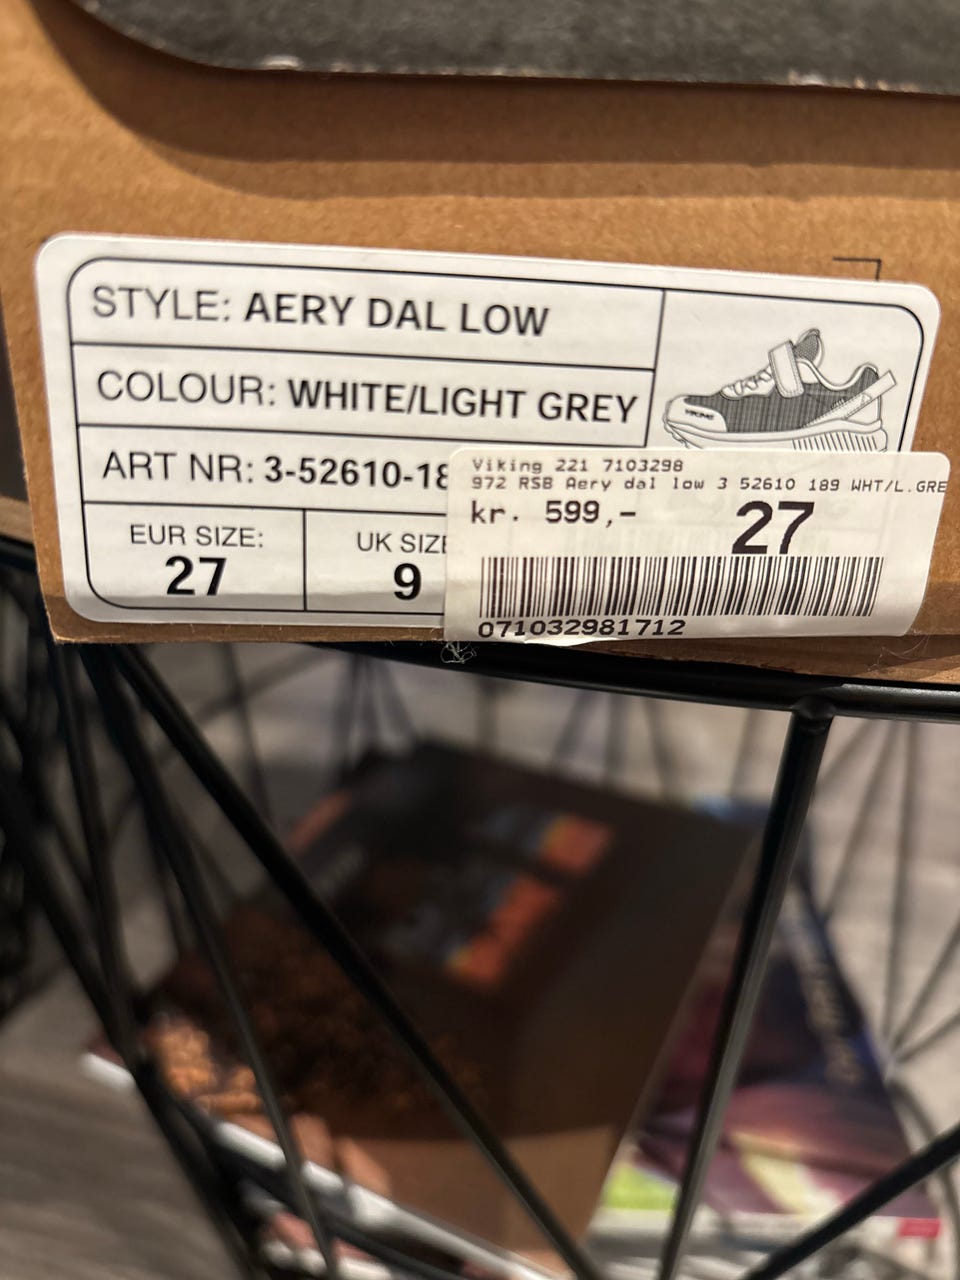 STYLE: AERY DAL LOW
COLOUR: WHITE/LIGHT GREY
ART NR: 3-52610-18
EUR SIZE:
27
UK SIZE
9
VIKING
Viking 221 7103298
972 RSB Aery dal low 3 52610 189 WHT/L.GRE
kr. 599,-
27
071032981712